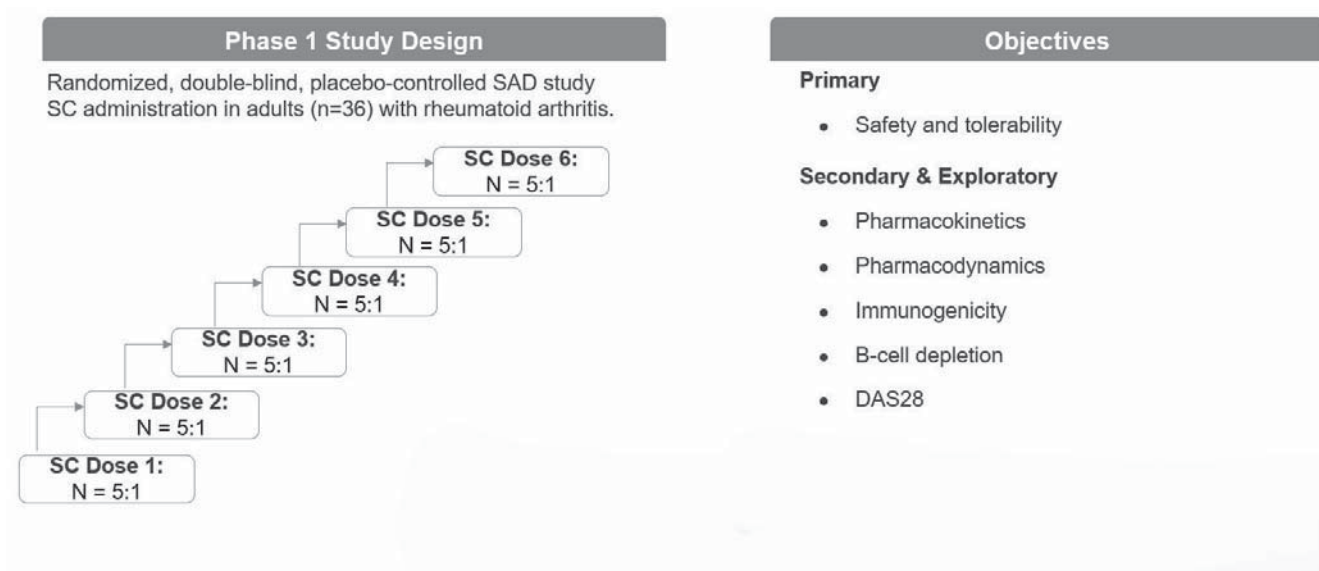 Phase 1 Study Design
Randomized, double-blind, placebo-controlled SAD study
SC administration in adults (n=36) with rheumatoid arthritis.
SC Dose 6:
N = 5:1
SC Dose 5:
N = 5:1
SC Dose 4:
N = 5:1
SC Dose 3:
N = 5:1
SC Dose 2:
N = 5:1
SC Dose 1:
N = 5:1
Objectives
Primary
• Safety and tolerability
Secondary & Exploratory
• Pharmacokinetics
• Pharmacodynamics
• Immunogenicity
• B-cell depletion
• DAS28